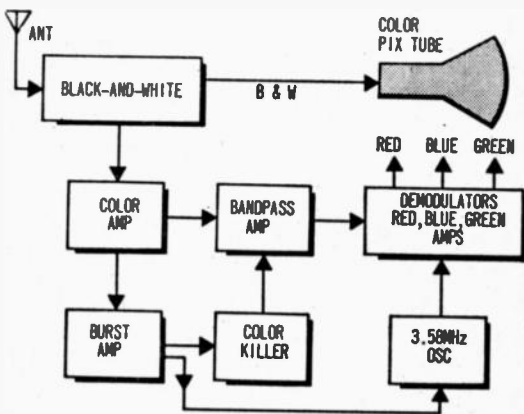 ANT
COLOR
PIX TUBE
BLACK-AND-WHITE
B & W
RED BLUE GREEN
COLOR
AMP
BANDPASS
AMP
DEMODULATORS
RED, BLUE, GREEN
AMPS
BURST
AMP
COLOR
KILLER
3.58MHz
OSC